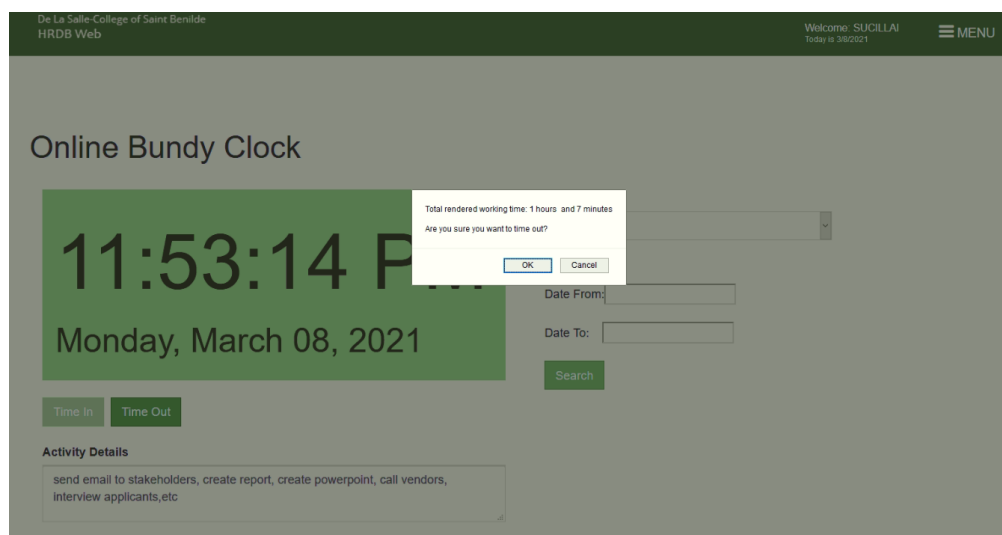 De La Salle-College of Saint Benilde
HRDB Web
Welcome: SUCILLAI
Today is 3/8/2021
MENU
Online Bundy Clock
11:53:14
Monday, March 08, 2021
Total rendered working time: 1 hours and 7 minutes
Are you sure you want to time out?
OK Cancel
Date From:
Date To:
Search
Time In Time Out
Activity Details
send email to stakeholders, create report, create powerpoint, call vendors,
interview applicants,etc